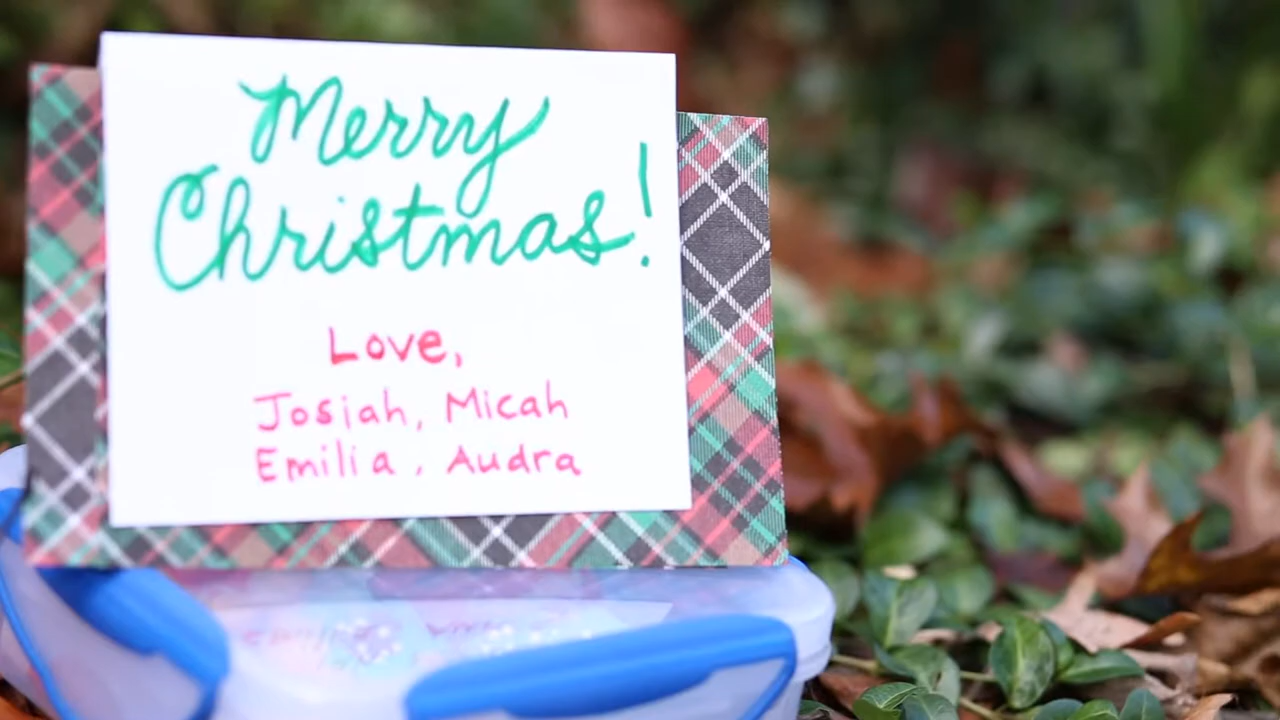 Merry
Christmas!
Love,
Josiah, Micah
Emilia, Audra